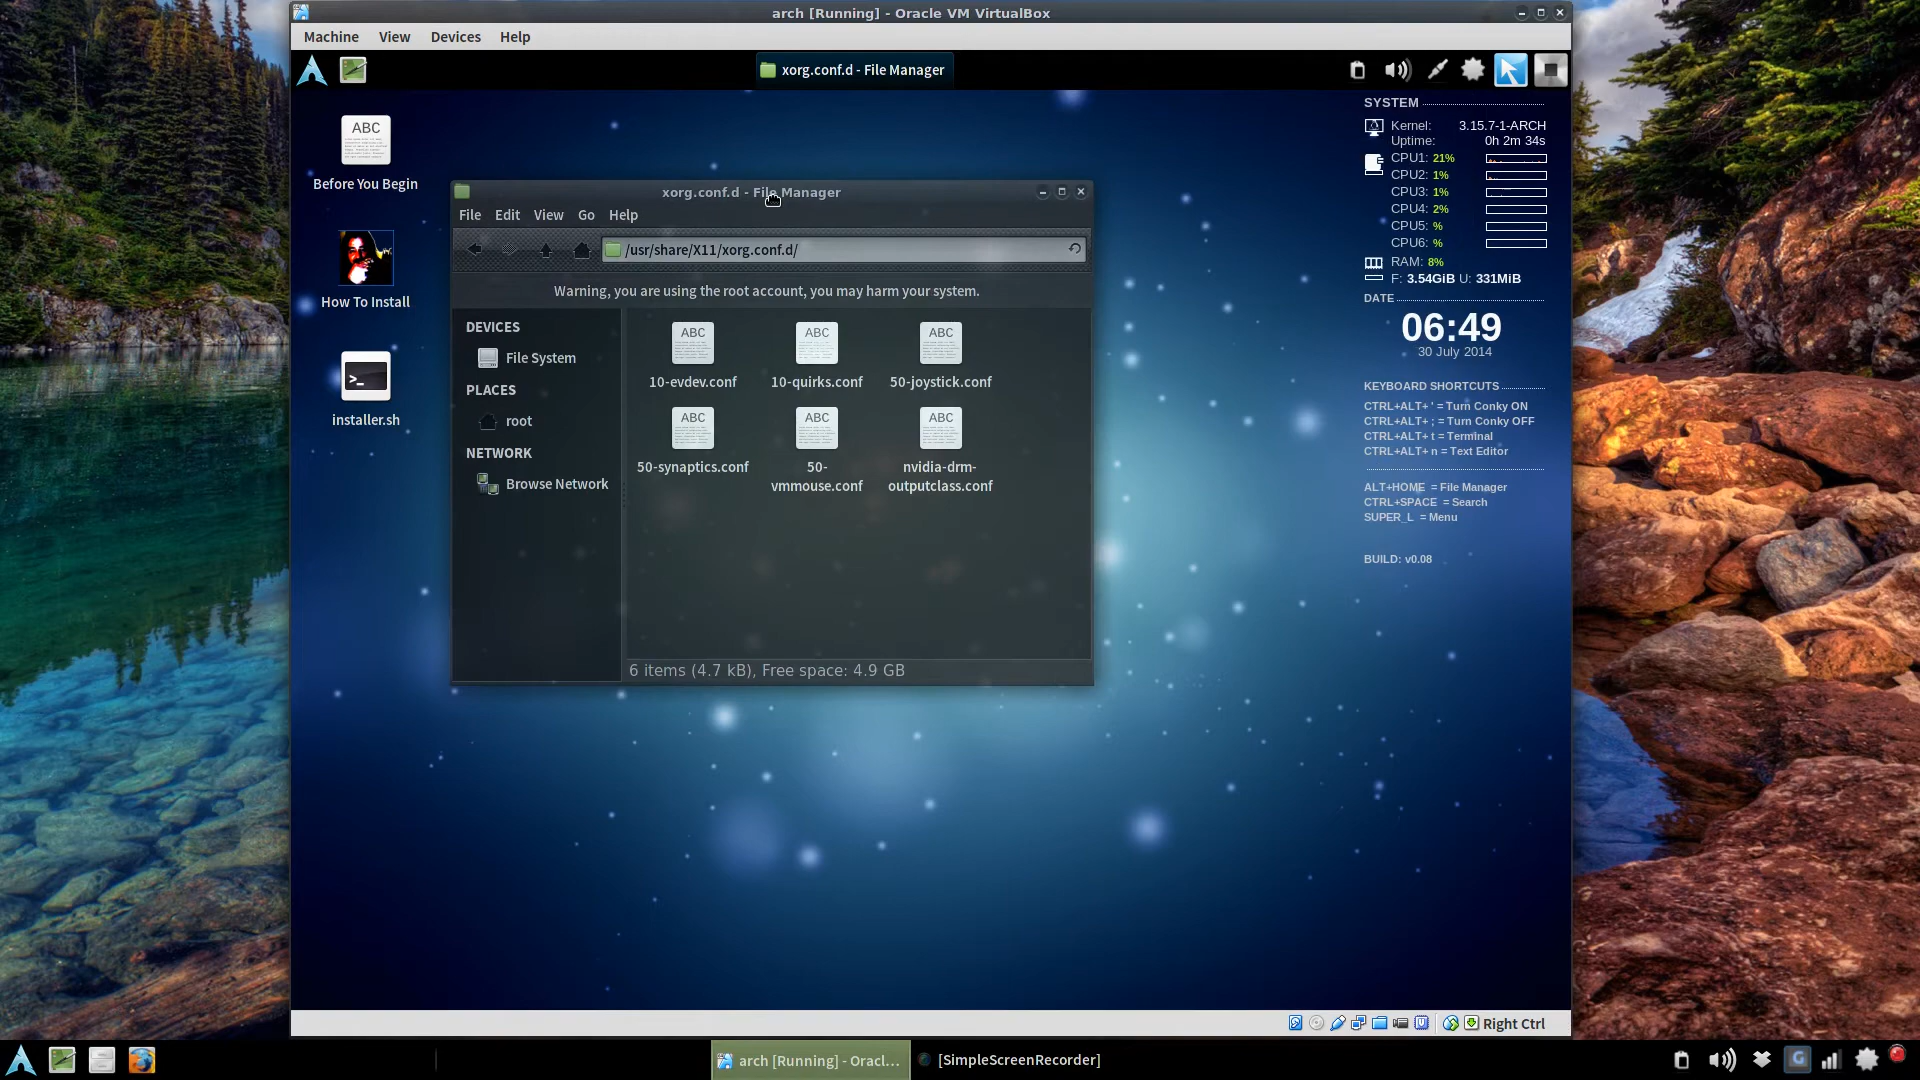 arch [Running] - Oracle VM VirtualBox
Machine View Devices Help
xorg.conf.d - File Manager
ABC
Before You Begin
How To Install
>_
installer.sh
xorg.conf.d - File Manager
File Edit View Go Help
/usr/share/X11/xorg.conf.d/
Warning, you are using the root account, you may harm your system.
DEVICES
File System
PLACES
root
NETWORK
Browse Network
ABC ABC ABC
10-evdev.conf 10-quirks.conf 50-joystick.conf
ABC ABC ABC
50-synaptics.conf 50-vmmouse.conf nvidia-drm-outputclass.conf
6 items (4.7 kB), Free space: 4.9 GB
SYSTEM
Kernel: 3.15.7-1-ARCH
Uptime: 0h 2m 34s
CPU1: 21%
CPU2: 1%
CPU3: 1%
CPU4: 2%
CPU5: %
CPU6: %
RAM: 8%
F: 3.54GiB U: 331MiB
DATE
06:49
30 July 2014
KEYBOARD SHORTCUTS
CTRL+ALT+ ' = Turn Conky ON
CTRL+ALT+ ; = Turn Conky OFF
CTRL+ALT+ t = Terminal
CTRL+ALT+ n = Text Editor
ALT+HOME = File Manager
CTRL+SPACE = Search
SUPER_L = Menu
BUILD: v0.08
Right Ctrl
arch [Running] - Oracl... [SimpleScreenRecorder] G